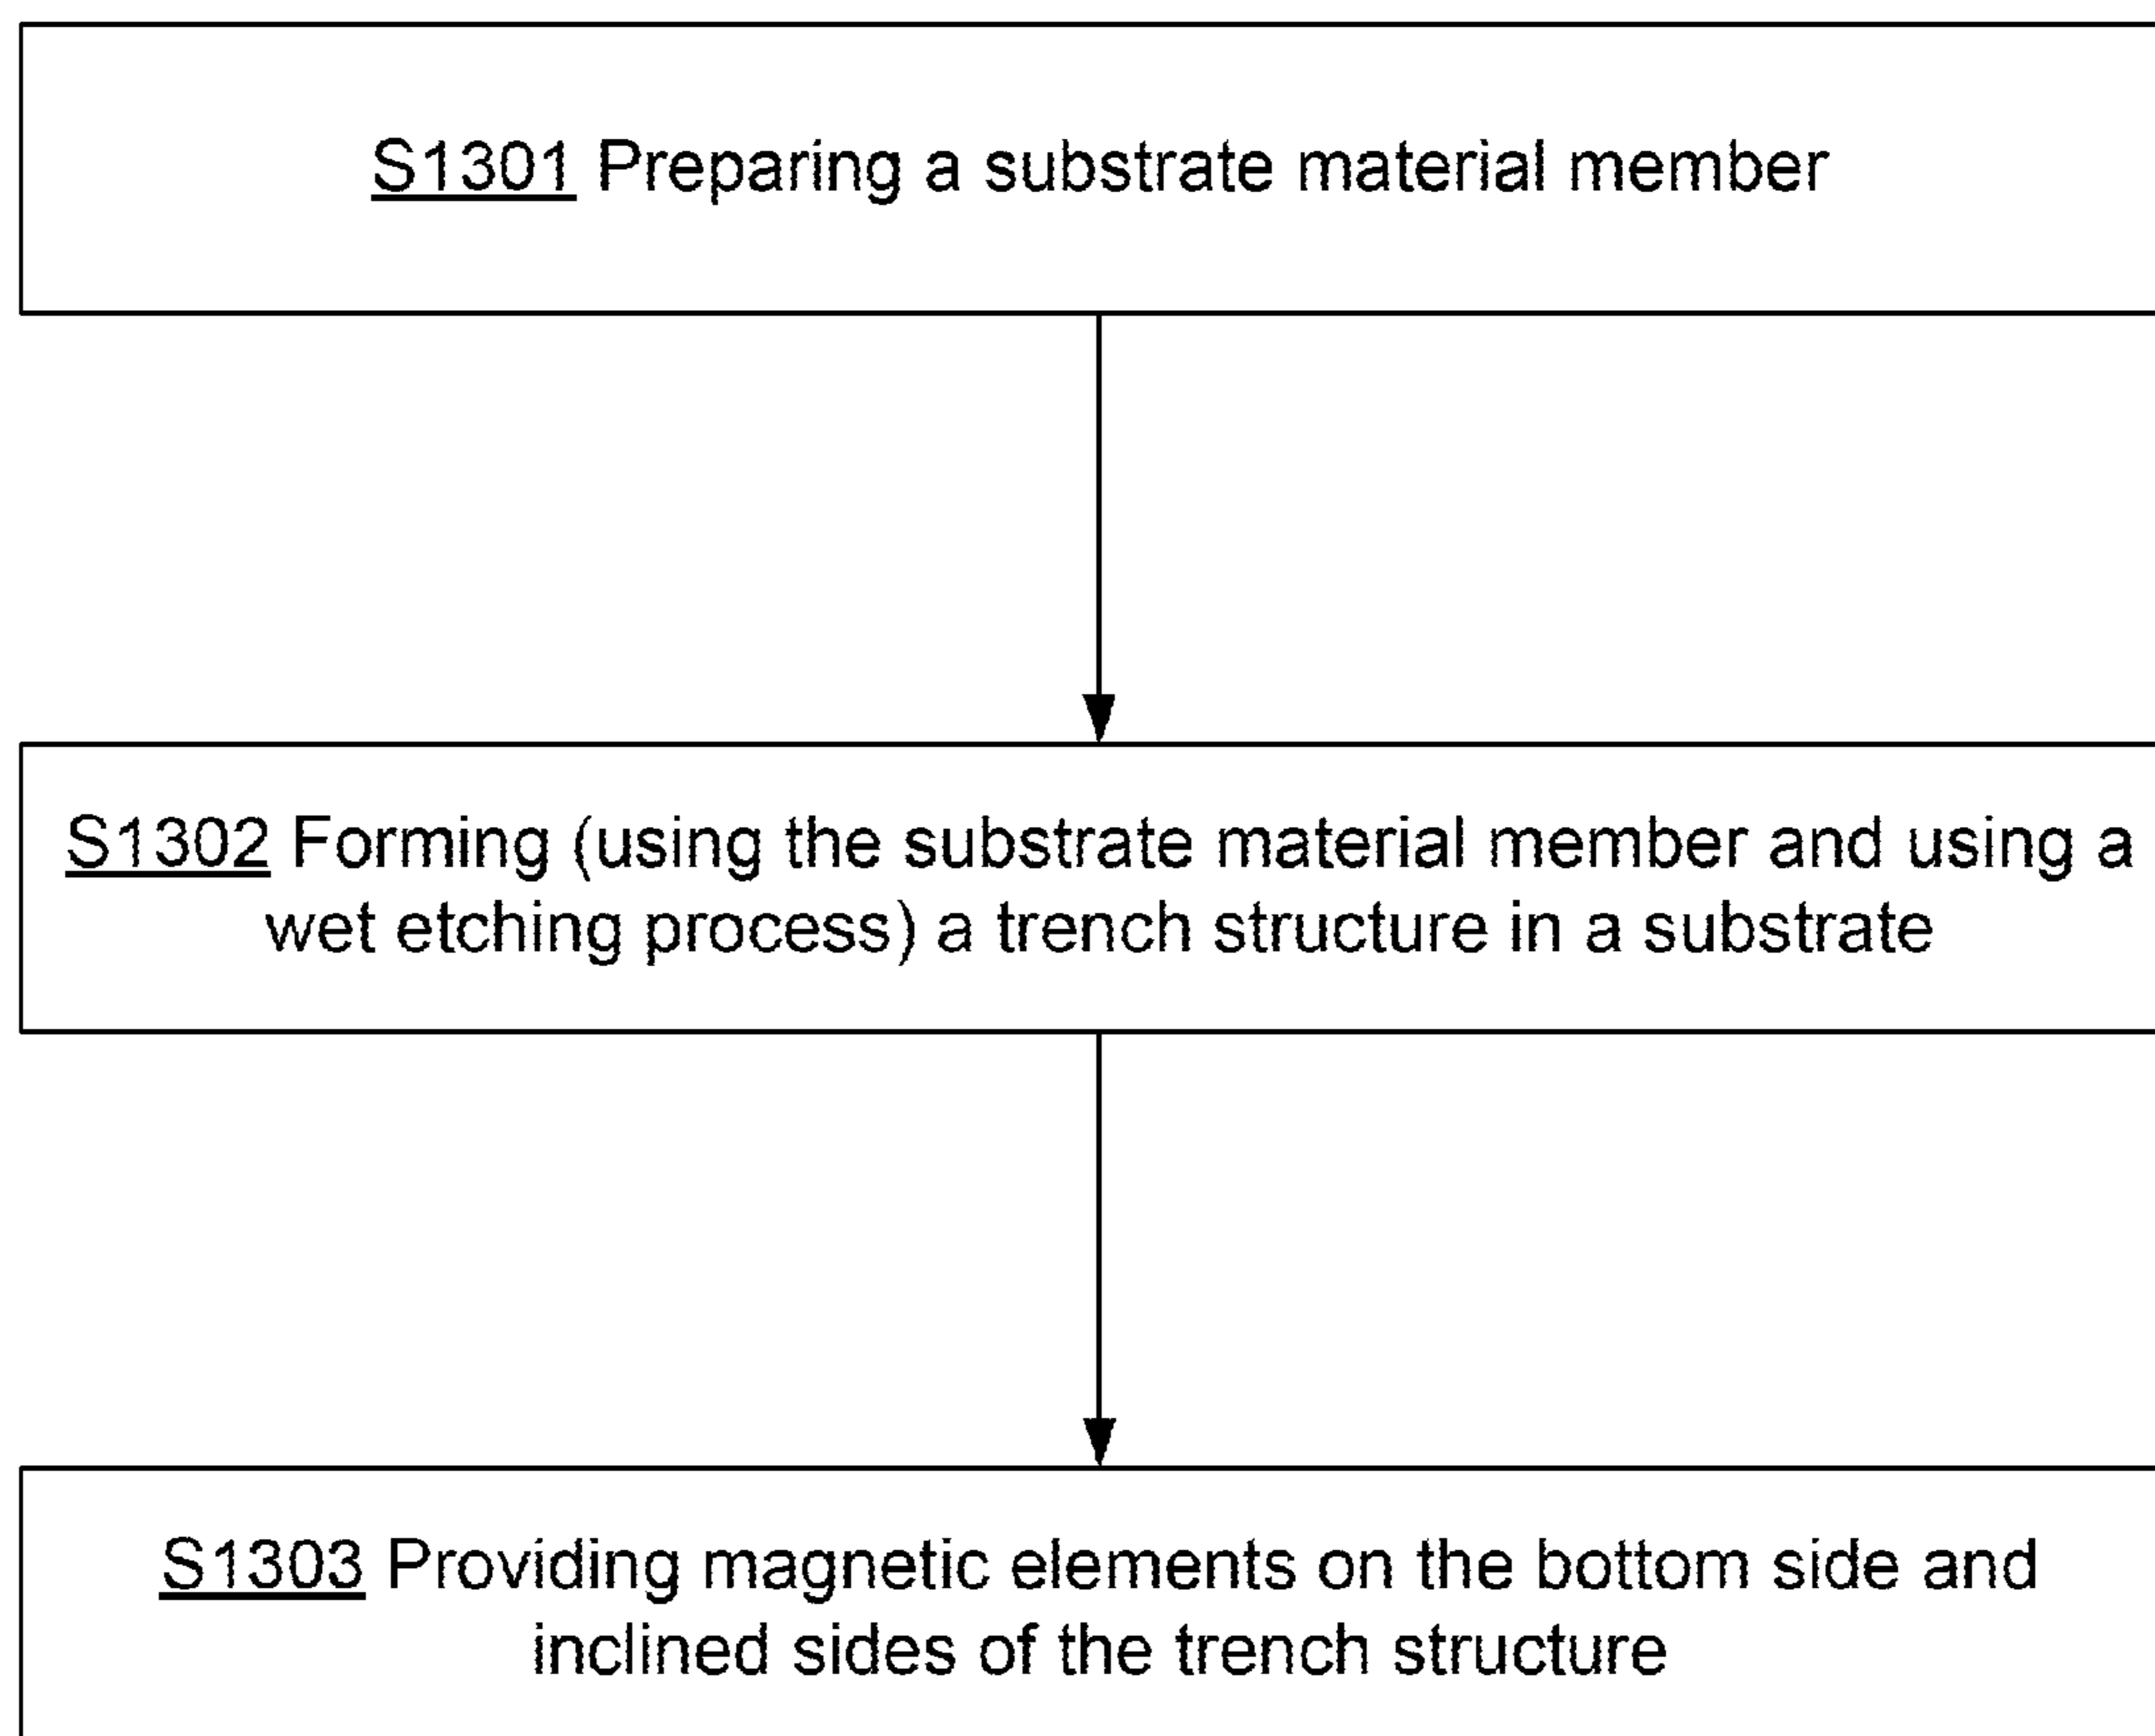 S1301 Preparing a substrate material member
S1302 Forming (using the substrate material member and using a
wet etching process) a trench structure in a substrate
S1303 Providing magnetic elements on the bottom side and
inclined sides of the trench structure